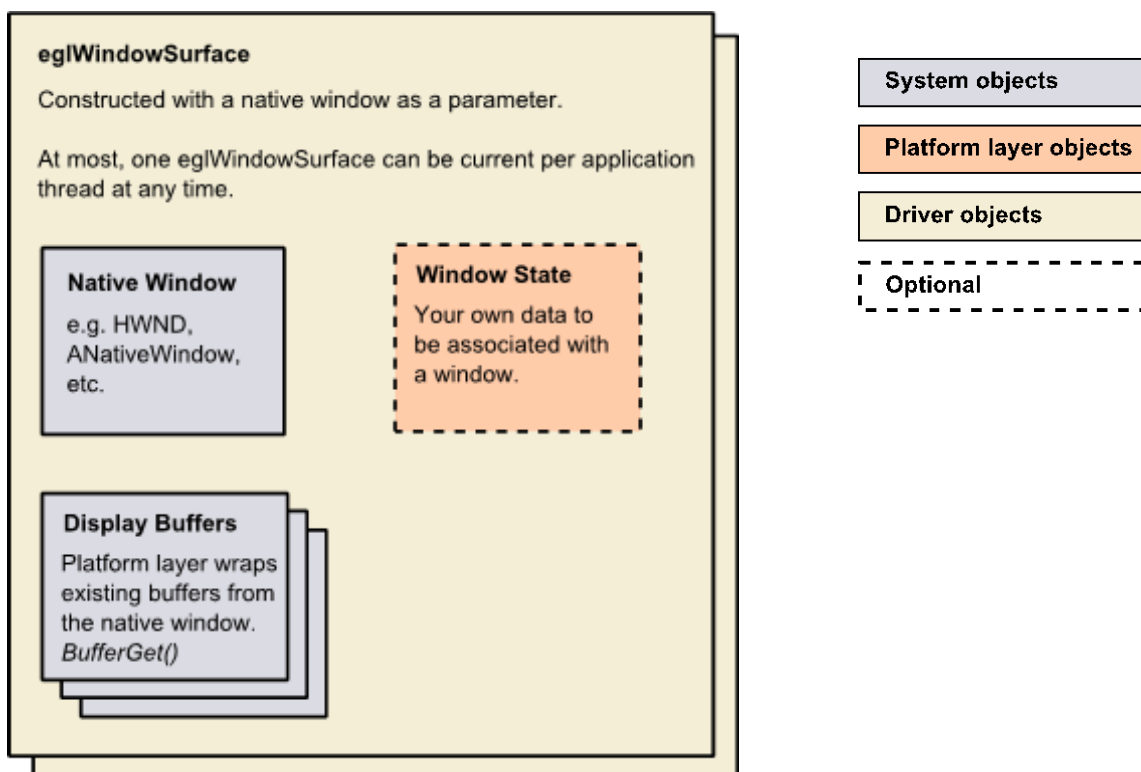 eglWindowSurface
Constructed with a native window as a parameter.
At most, one eglWindowSurface can be current per application
thread at any time.
Native Window
e.g. HWND,
ANativeWindow,
etc.
Window State
Your own data to
be associated with
a window.
Display Buffers
Platform layer wraps
existing buffers from
the native window.
BufferGet()
System objects
Platform layer objects
Driver objects
Optional